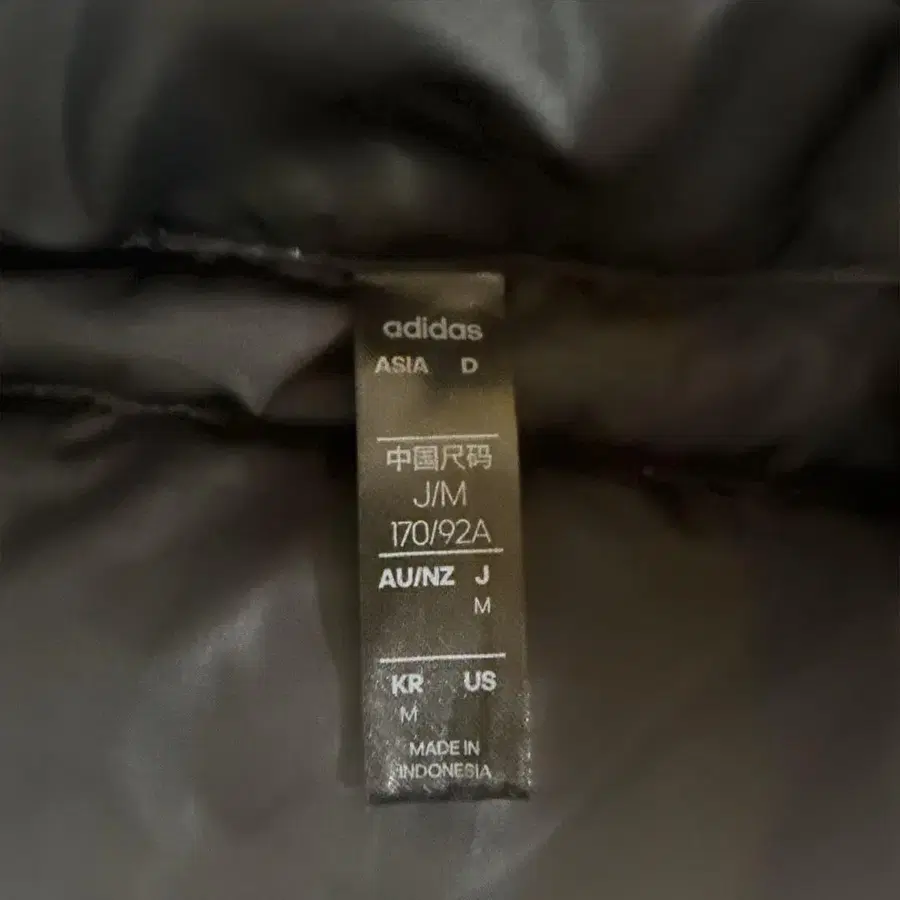 adidas
ASIA D
中国尺码
J/M
170/92A
AU/NZ J
M
KR US
M
MADE IN
INDONESIA